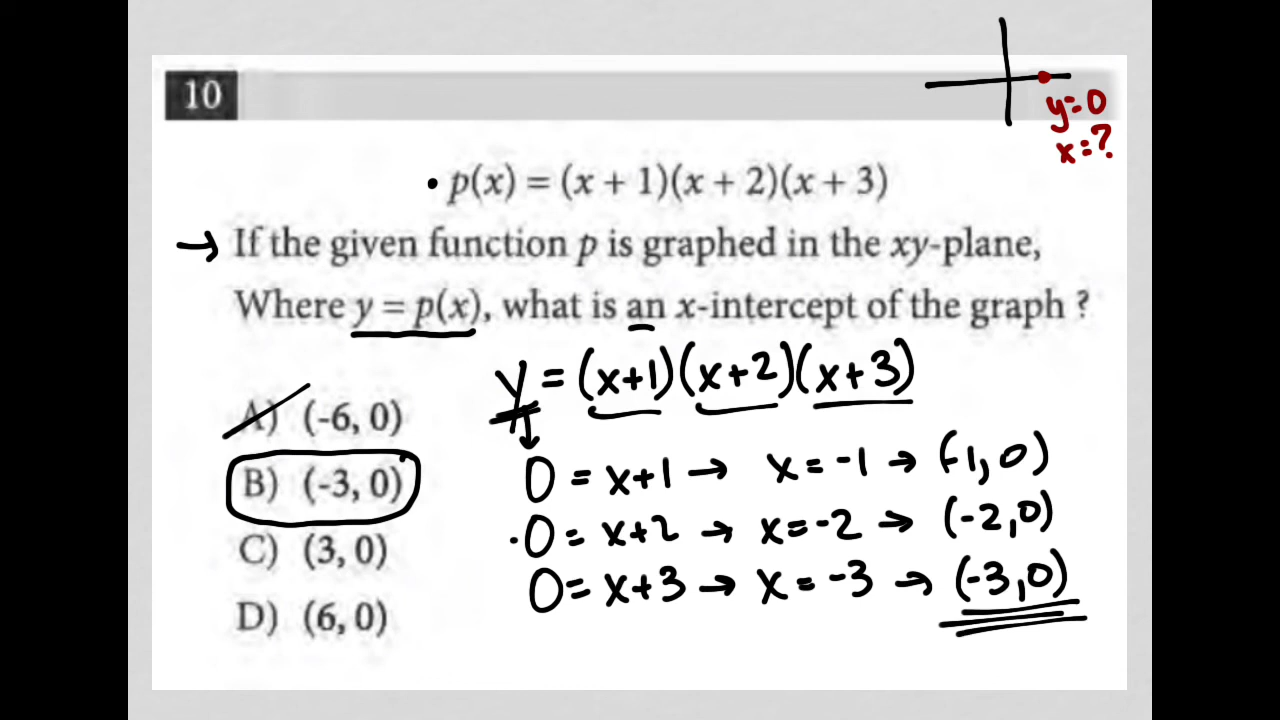 10
y=0
x=?
• p(x) = (x + 1)(x + 2)(x + 3)
→ If the given function p is graphed in the xy-plane,
Where y = p(x), what is an x-intercept of the graph ?
y = (x+1)(x+2)(x+3)
A) (-6, 0)
B) (-3, 0)
C) (3, 0)
D) (6, 0)
0 = x+1 → x = -1 → (-1,0)
·0 = x+2 → x = -2 → (-2,0)
0 = x+3 → x = -3 → (-3,0)